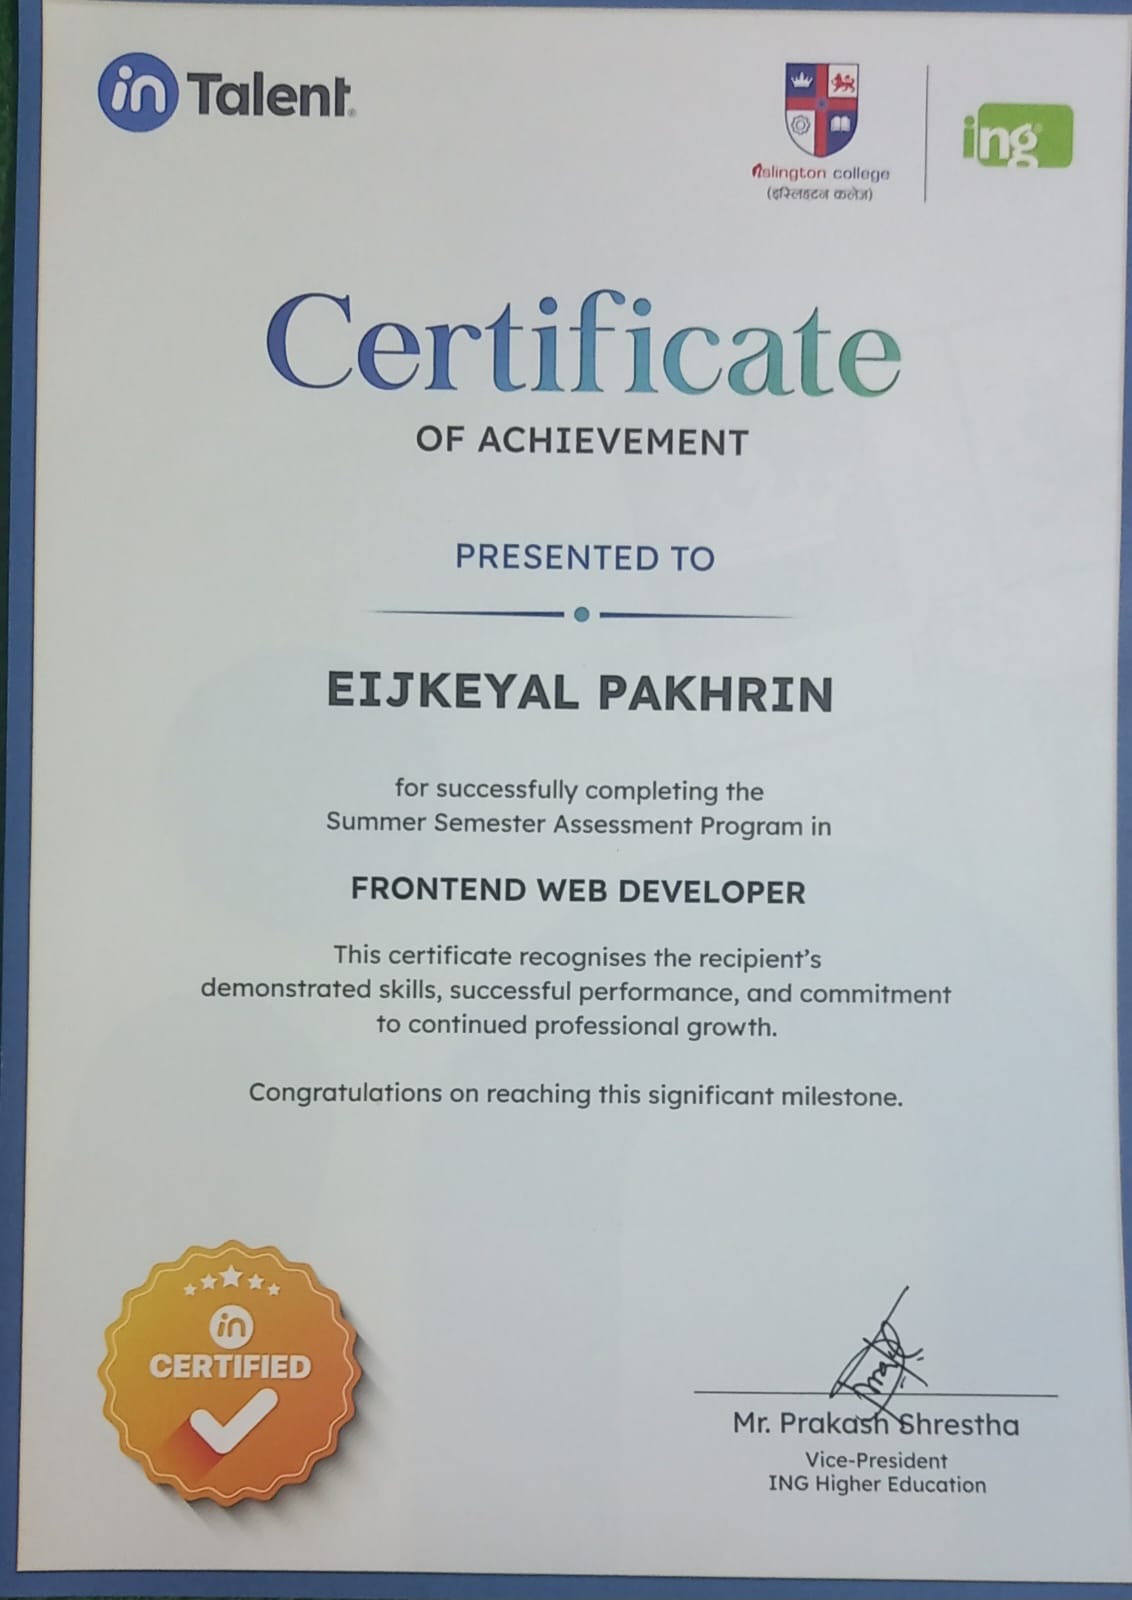 in Talent
islington college
(इस्लिङटन कलेज)
ing
Certificate
OF ACHIEVEMENT
PRESENTED TO
EIJKEYAL PAKHRIN
for successfully completing the
Summer Semester Assessment Program in
FRONTEND WEB DEVELOPER
This certificate recognises the recipient's
demonstrated skills, successful performance, and commitment
to continued professional growth.
Congratulations on reaching this significant milestone.
in
CERTIFIED
Mr. Prakash Shrestha
Vice-President
ING Higher Education